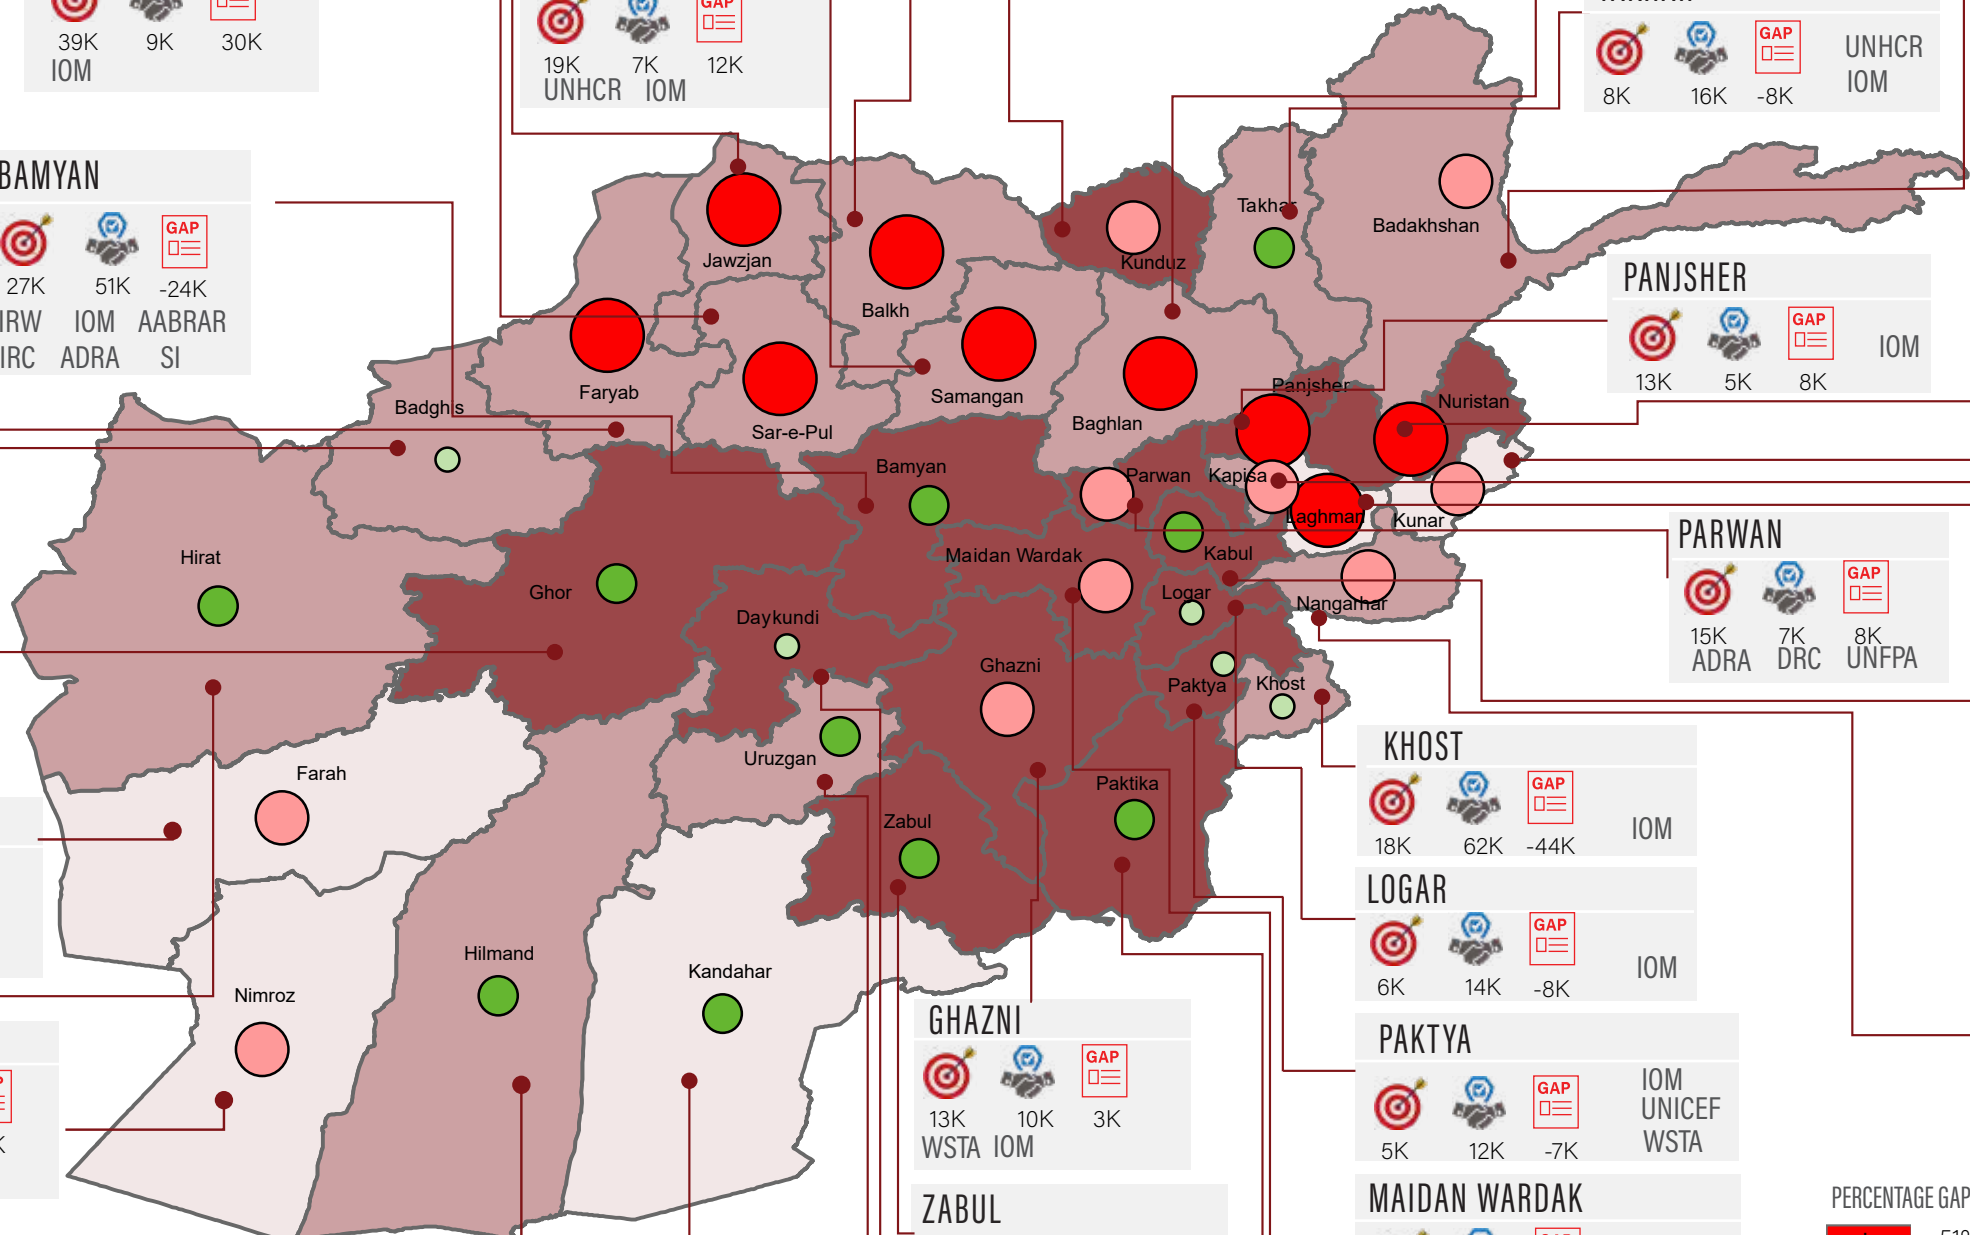 39K 9K 30K
IOM
GAP
19K 7K 12K
UNHCR IOM
GAP
8K 16K -8K
UNHCR
IOM
BAMYAN
GAP
27K 51K -24K
IRW IOM AABRAR
IRC ADRA SI
PANJSHER
GAP
13K 5K 8K
IOM
PARWAN
GAP
15K 7K 8K
ADRA DRC UNFPA
KHOST
GAP
18K 62K -44K
IOM
LOGAR
GAP
6K 14K -8K
IOM
PAKTYA
GAP
5K 12K -7K
IOM
UNICEF
WSTA
MAIDAN WARDAK
GHAZNI
GAP
13K 10K 3K
WSTA IOM
ZABUL
PERCENTAGE GAP
Takhar
Badakhshan
Jawzjan
Kunduz
Balkh
Faryab
Samangan
Panjsher
Nuristan
Badghis
Sar-e-Pul
Baghlan
Bamyan
Parwan
Kapisa
Laghman
Kunar
Hirat
Maidan Wardak
Kabul
Ghor
Logar
Nangarhar
Daykundi
Ghazni
Paktya
Khost
Uruzgan
Farah
Paktika
Zabul
Hilmand
Kandahar
Nimroz